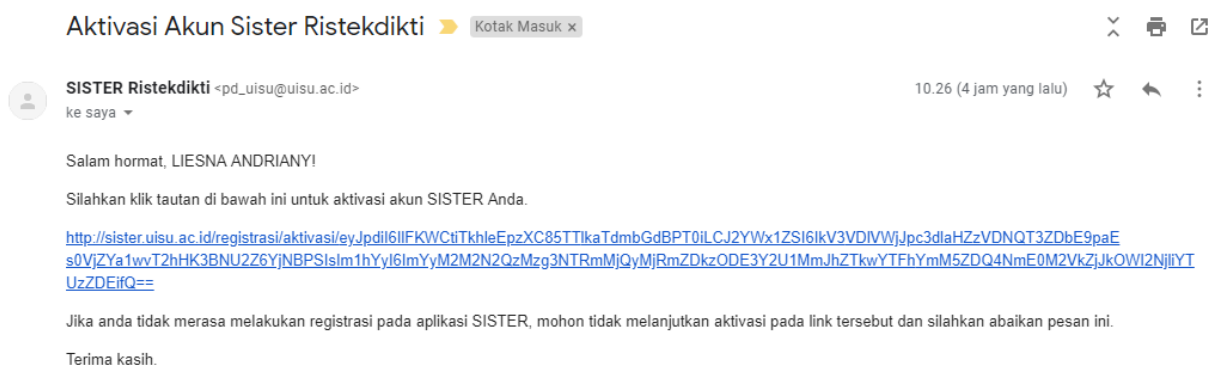 Aktivasi Akun Sister Ristekdikti
Kotak Masuk ×
SISTER Ristekdikti <pd_uisu@uisu.ac.id>
10.26 (4 jam yang lalu)
ke saya
Salam hormat, LIESNA ANDRIANY!
Silahkan klik tautan di bawah ini untuk aktivasi akun SISTER Anda.
http://sister.uisu.ac.id/registrasi/aktivasi/eyJpdiI6IlFKWCtiTkhleEpzXC85TTlkaTdmbGdBPT0iLCJ2YWx1ZSI6IkV3VDlVWjJpc3dlaHZzVDNQT3ZDbE9paE
s0VjZYa1wvT2hHK3BNU2Z6YjNBPSIsIm1hYyI6ImYyM2M2N2QzMzg3NTRmMjQyMjRmZDkzODE3Y2U1MmJhZTkwYTFhYmM5ZDQ4NmE0M2VkZjJkOWI2NjliYT
UzZDEifQ==
Jika anda tidak merasa melakukan registrasi pada aplikasi SISTER, mohon tidak melanjutkan aktivasi pada link tersebut dan silahkan abaikan pesan ini.
Terima kasih.